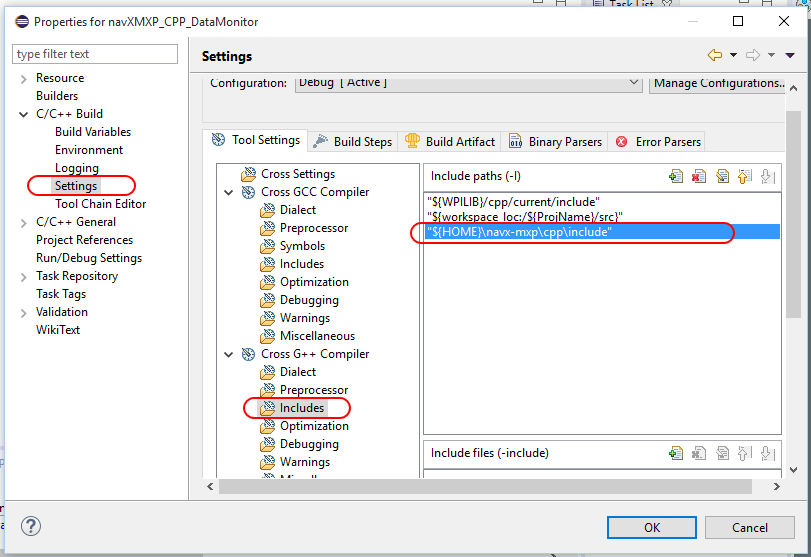 Task List
Properties for navXMXP_CPP_DataMonitor
type filter text
Resource
Builders
C/C++ Build
Build Variables
Environment
Logging
Settings
Tool Chain Editor
C/C++ General
Project References
Run/Debug Settings
Task Repository
Task Tags
Validation
WikiText
Settings
Configuration: Debug [ Active ] Manage Configurations..
Tool Settings Build Steps Build Artifact Binary Parsers Error Parsers
Cross Settings
Cross GCC Compiler
Dialect
Preprocessor
Symbols
Includes
Optimization
Debugging
Warnings
Miscellaneous
Cross G++ Compiler
Dialect
Preprocessor
Includes
Optimization
Debugging
Warnings
Include paths (-I)
"${WPILIB}/cpp/current/include"
"${workspace_loc:/${ProjName}/src}"
"${HOME}\navx-mxp\cpp\include"
Include files (-include)
?
OK Cancel